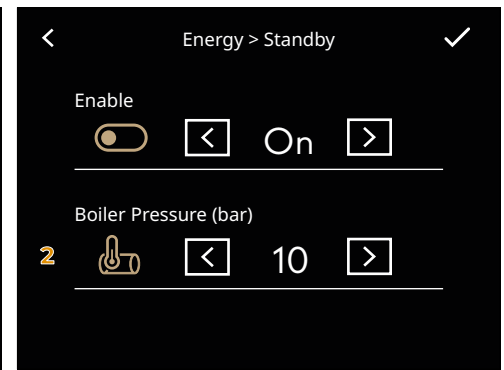 Energy > Standby
Enable
On
Boiler Pressure (bar)
2
10